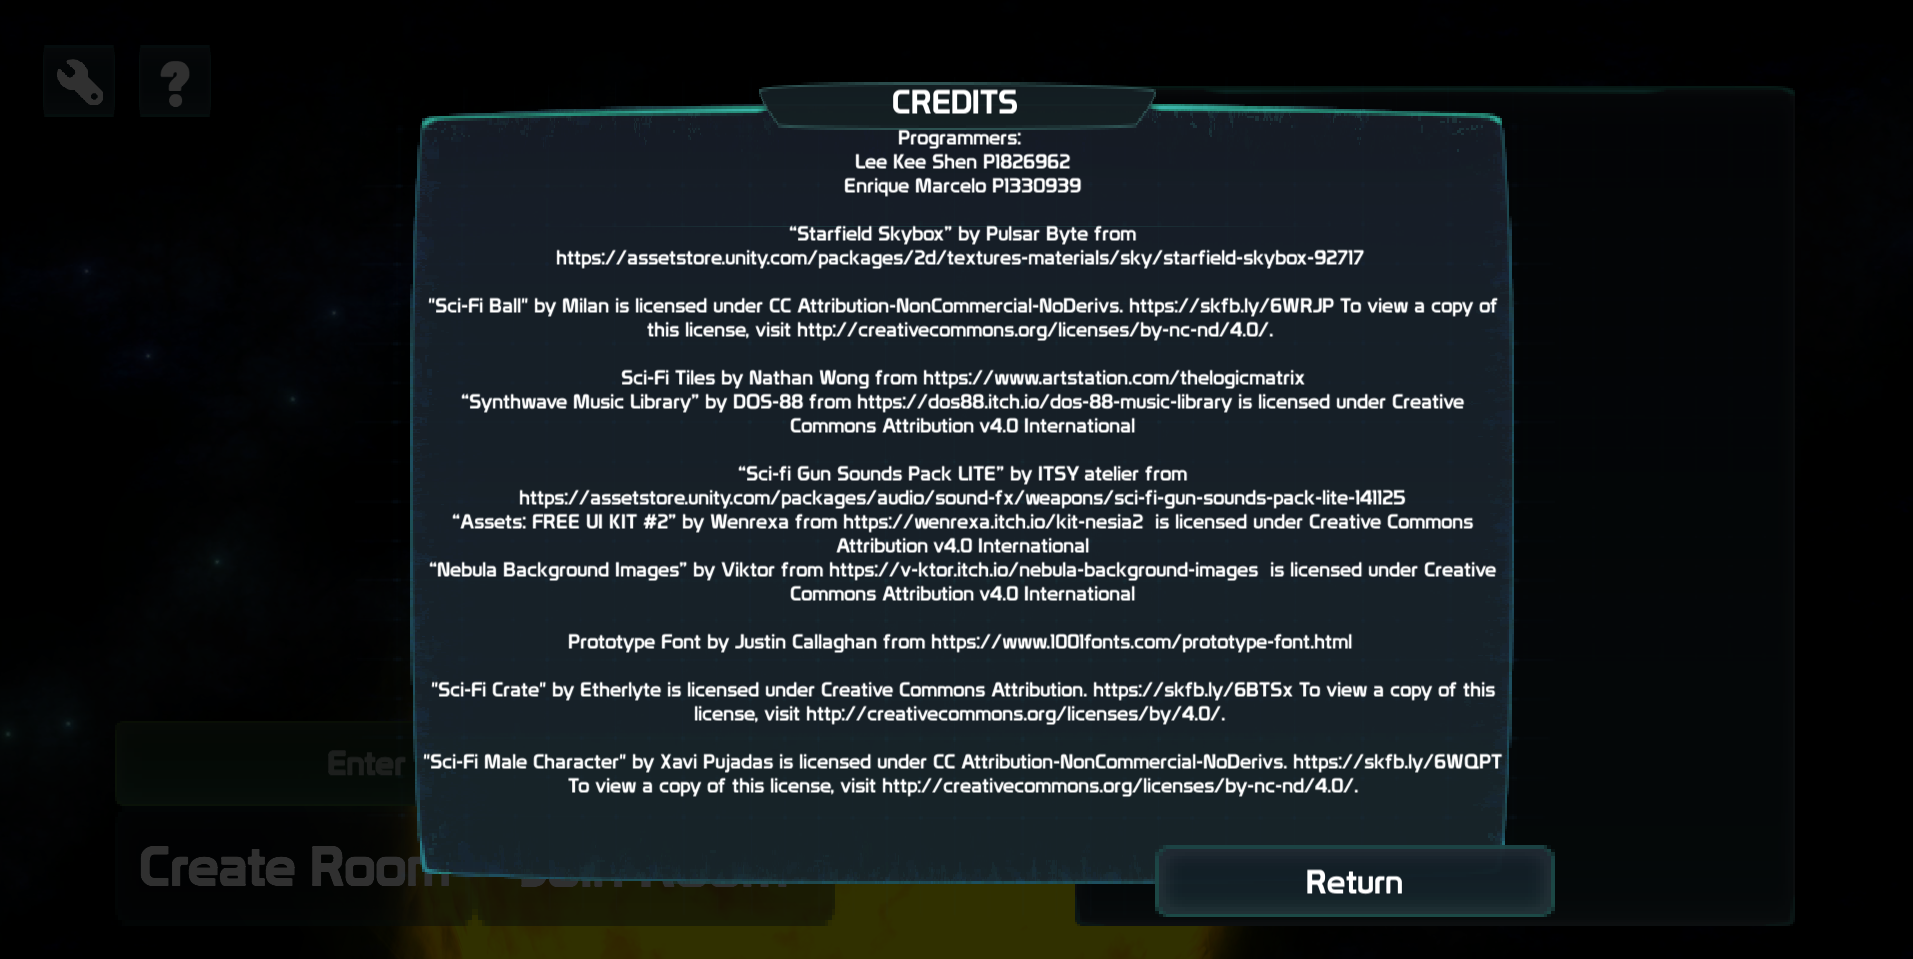 CREDITS
Programmers:
Lee Kee Shen P1826962
Enrique Marcelo P1330939
“Starfield Skybox” by Pulsar Byte from
https://assetstore.unity.com/packages/2d/textures-materials/sky/starfield-skybox-92717
"Sci-Fi Ball" by Milan is licensed under CC Attribution-NonCommercial-NoDerivs. https://skfb.ly/6WRJP To view a copy of
this license, visit http://creativecommons.org/licenses/by-nc-nd/4.0/.
Sci-Fi Tiles by Nathan Wong from https://www.artstation.com/thelogicmatrix
“Synthwave Music Library” by DOS-88 from https://dos88.itch.io/dos-88-music-library is licensed under Creative
Commons Attribution v4.0 International
“Sci-fi Gun Sounds Pack LITE” by ITSY atelier from
https://assetstore.unity.com/packages/audio/sound-fx/weapons/sci-fi-gun-sounds-pack-lite-141125
“Assets: FREE UI KIT #2” by Wenrexa from https://wenrexa.itch.io/kit-nesia2  is licensed under Creative Commons
Attribution v4.0 International
“Nebula Background Images” by Viktor from https://v-ktor.itch.io/nebula-background-images  is licensed under Creative
Commons Attribution v4.0 International
Prototype Font by Justin Callaghan from https://www.1001fonts.com/prototype-font.html
"Sci-Fi Crate" by Etherlyte is licensed under Creative Commons Attribution. https://skfb.ly/6BTSx To view a copy of this
license, visit http://creativecommons.org/licenses/by/4.0/.
"Sci-Fi Male Character" by Xavi Pujadas is licensed under CC Attribution-NonCommercial-NoDerivs. https://skfb.ly/6WQPT
To view a copy of this license, visit http://creativecommons.org/licenses/by-nc-nd/4.0/.
Enter
Create Room
Return